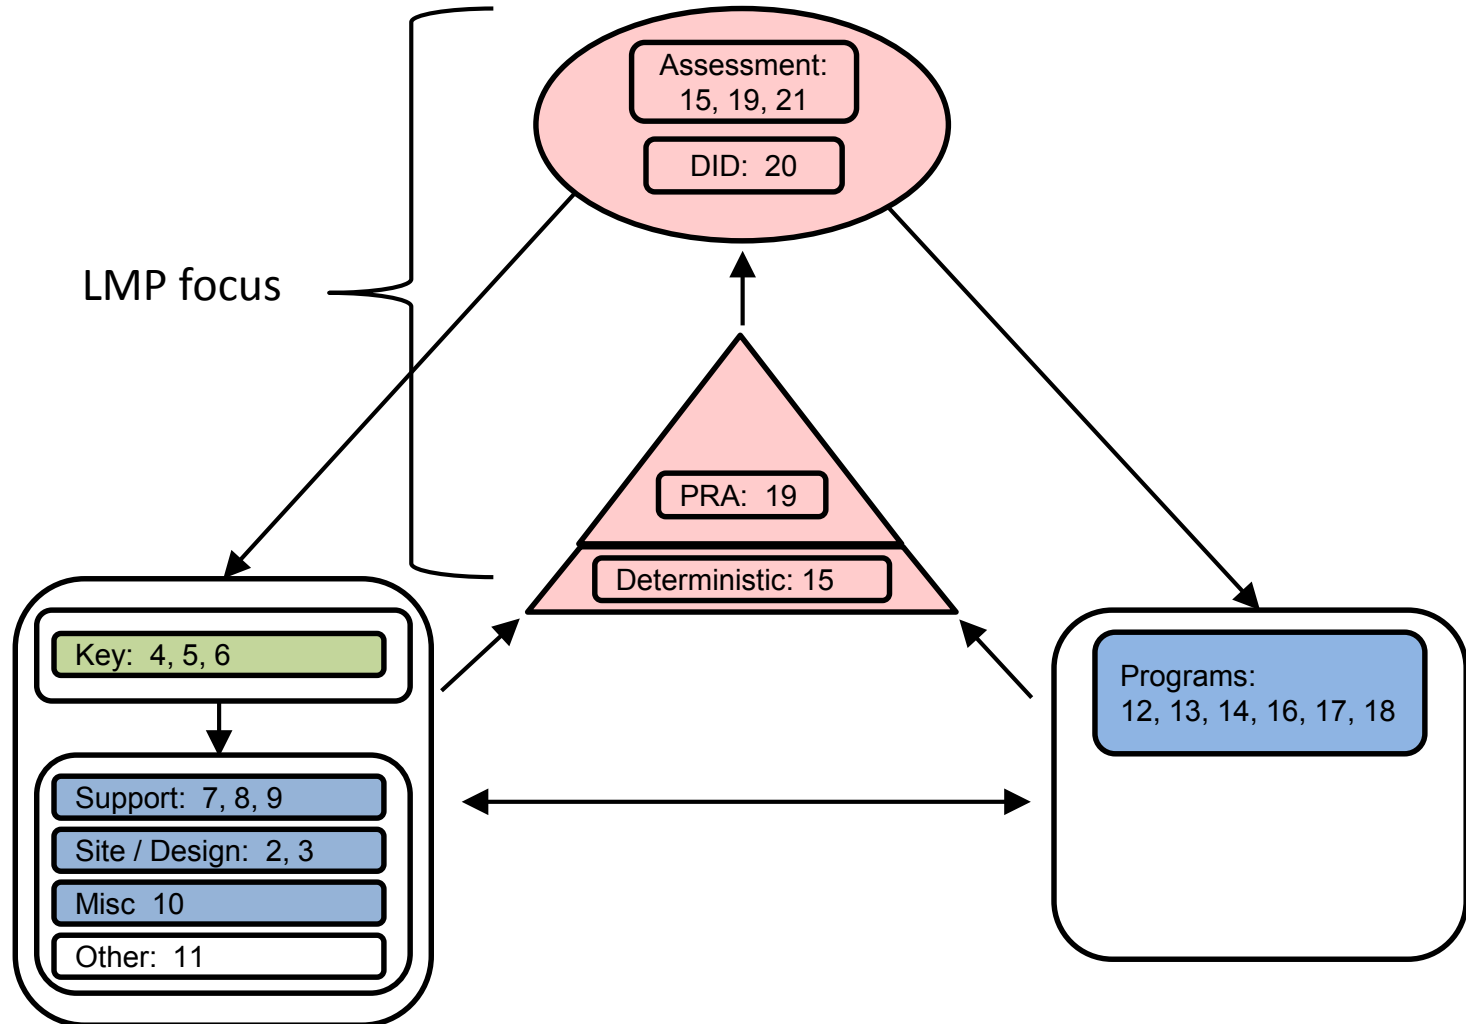 Assessment:
15, 19, 21
DID: 20
LMP focus
PRA: 19
Deterministic: 15
Key: 4, 5, 6
Support: 7, 8, 9
Site / Design: 2, 3
Misc 10
Other: 11
Programs:
12, 13, 14, 16, 17, 18